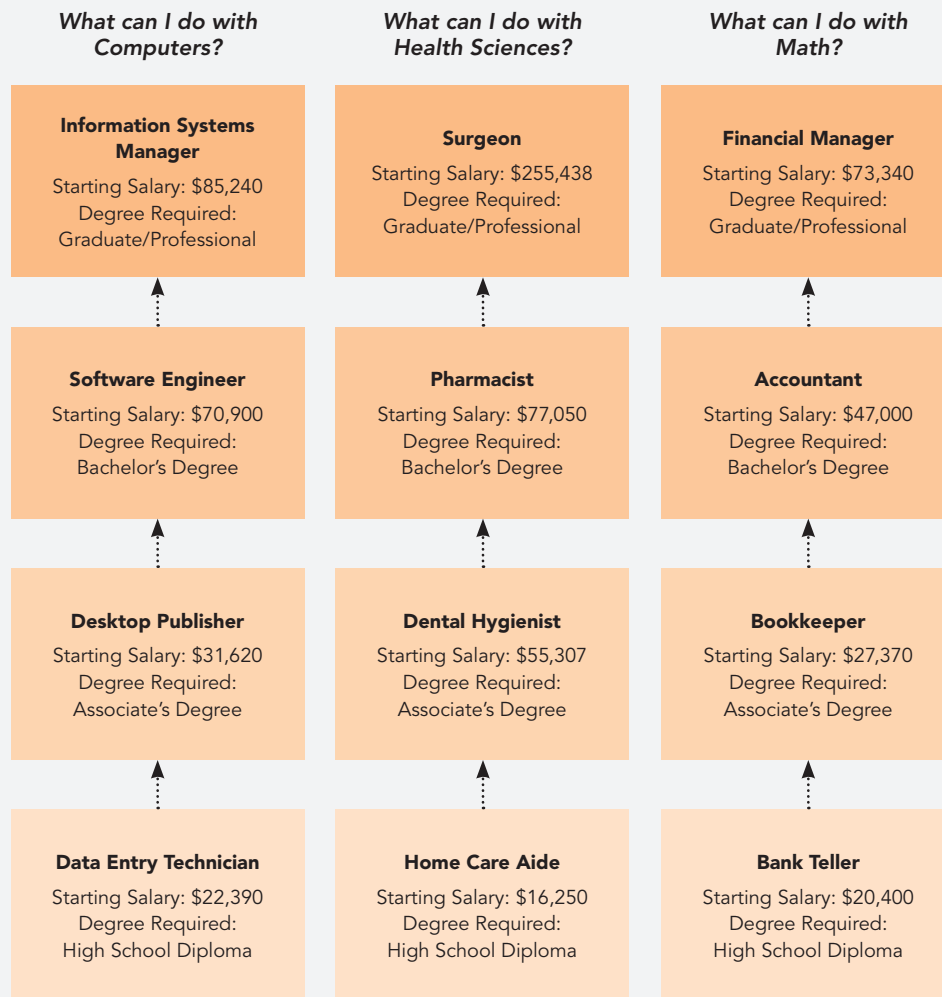 What can I do with
Computers?
What can I do with
Health Sciences?
What can I do with
Math?
Information Systems
Manager
Starting Salary: $85,240
Degree Required:
Graduate/Professional
Surgeon
Starting Salary: $255,438
Degree Required:
Graduate/Professional
Financial Manager
Starting Salary: $73,340
Degree Required:
Graduate/Professional
Software Engineer
Starting Salary: $70,900
Degree Required:
Bachelor’s Degree
Pharmacist
Starting Salary: $77,050
Degree Required:
Bachelor’s Degree
Accountant
Starting Salary: $47,000
Degree Required:
Bachelor’s Degree
Desktop Publisher
Starting Salary: $31,620
Degree Required:
Associate’s Degree
Dental Hygienist
Starting Salary: $55,307
Degree Required:
Associate’s Degree
Bookkeeper
Starting Salary: $27,370
Degree Required:
Associate’s Degree
Data Entry Technician
Starting Salary: $22,390
Degree Required:
High School Diploma
Home Care Aide
Starting Salary: $16,250
Degree Required:
High School Diploma
Bank Teller
Starting Salary: $20,400
Degree Required:
High School Diploma